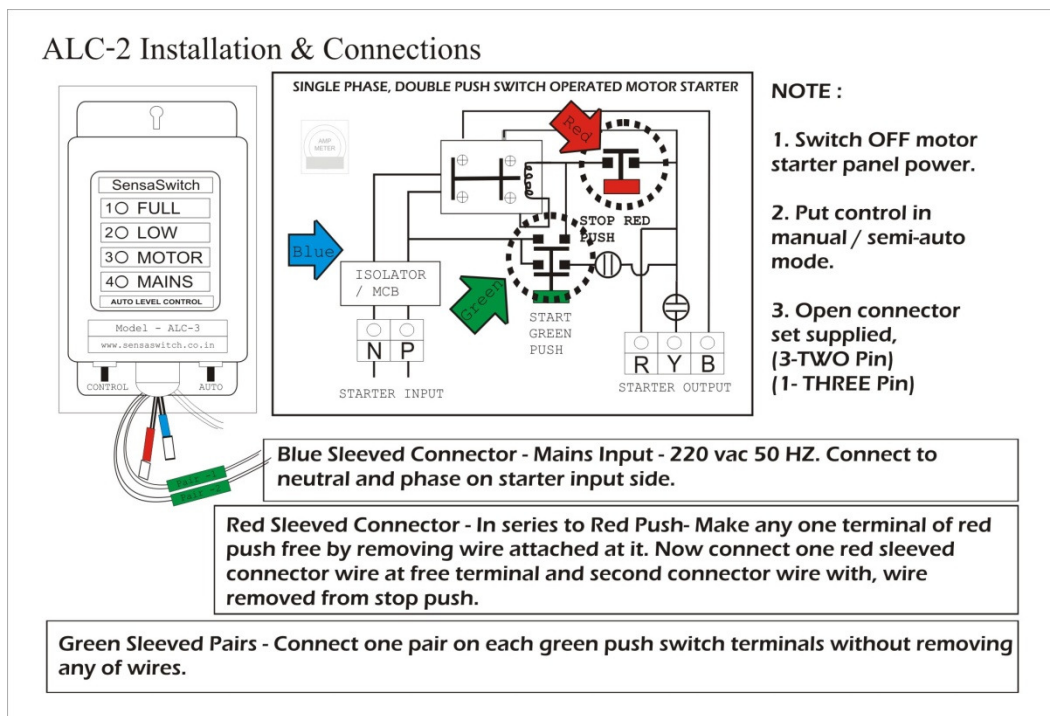 ALC-2 Installation & Connections
SensaSwitch
1 FULL
2 LOW
3 MOTOR
4 MAINS
AUTO LEVEL CONTROL
Model - ALC-3
www.sensaswitch.co.in
CONTROL
AUTO
Pair -1
Pair -2
SINGLE PHASE, DOUBLE PUSH SWITCH OPERATED MOTOR STARTER
AMP
METER
Red
STOP RED
PUSH
Blue
ISOLATOR
/ MCB
Green
START
GREEN
PUSH
N P
STARTER INPUT
R Y B
STARTER OUTPUT
NOTE :
1. Switch OFF motor
starter panel power.
2. Put control in
manual / semi-auto
mode.
3. Open connector
set supplied,
(3-TWO Pin)
(1- THREE Pin)
Blue Sleeved Connector - Mains Input - 220 vac 50 HZ. Connect to
neutral and phase on starter input side.
Red Sleeved Connector - In series to Red Push- Make any one terminal of red
push free by removing wire attached at it. Now connect one red sleeved
connector wire at free terminal and second connector wire with, wire
removed from stop push.
Green Sleeved Pairs - Connect one pair on each green push switch terminals without removing
any of wires.